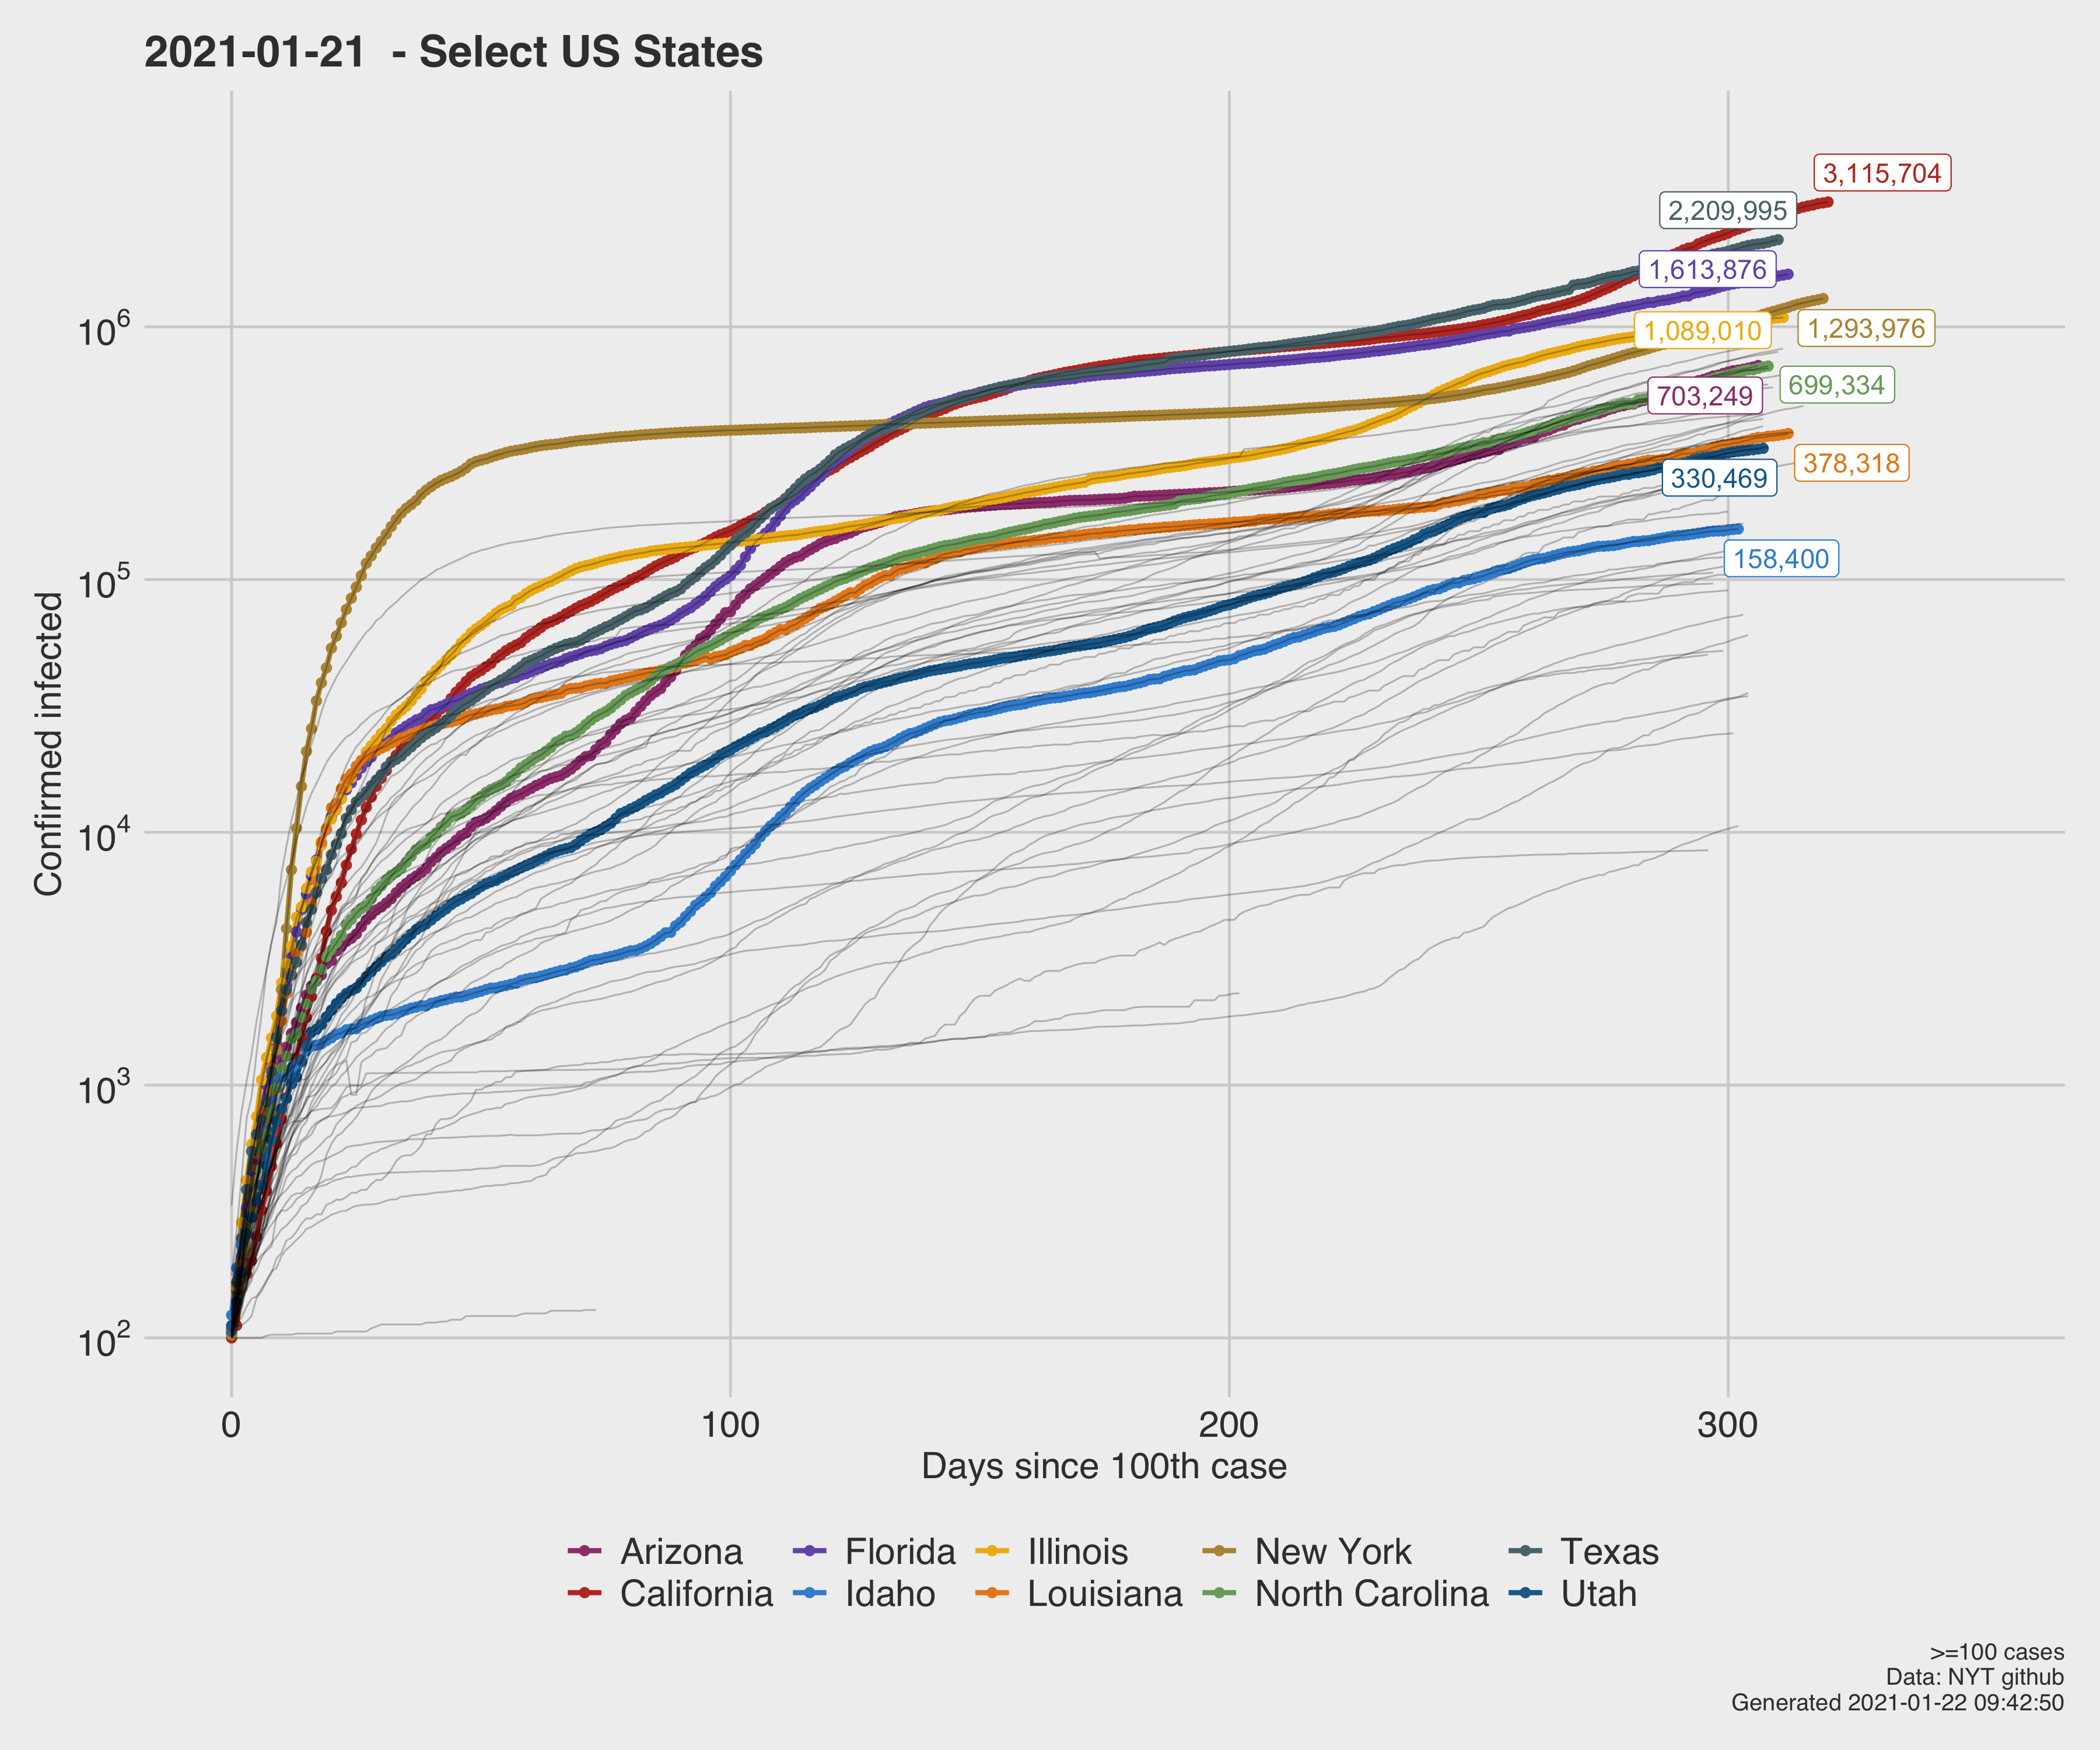 2021-01-21  - Select US States
3,115,704
2,209,995
1,613,876
1,089,010
1,293,976
703,249
699,334
378,318
330,469
158,400
10^6
10^5
10^4
10^3
10^2
Confirmed infected
0 100 200 300
Days since 100th case
Arizona Florida Illinois New York Texas
California Idaho Louisiana North Carolina Utah
>=100 cases
Data: NYT github
Generated 2021-01-22 09:42:50